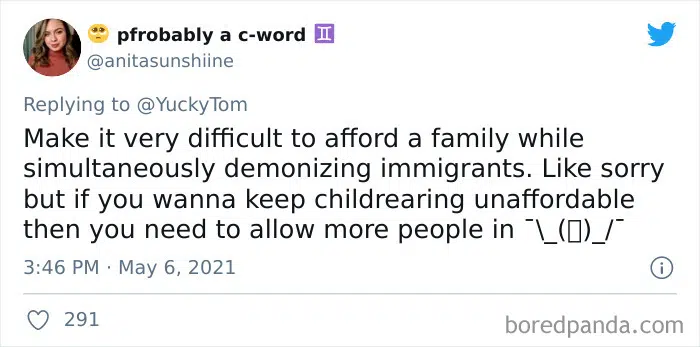 🥺 pfrobably a c-word ♊
@anitasunshiine
Replying to @YuckyTom
Make it very difficult to afford a family while
simultaneously demonizing immigrants. Like sorry
but if you wanna keep childrearing unaffordable
then you need to allow more people in ¯\_(▯)_/¯
3:46 PM · May 6, 2021
291
boredpanda.com